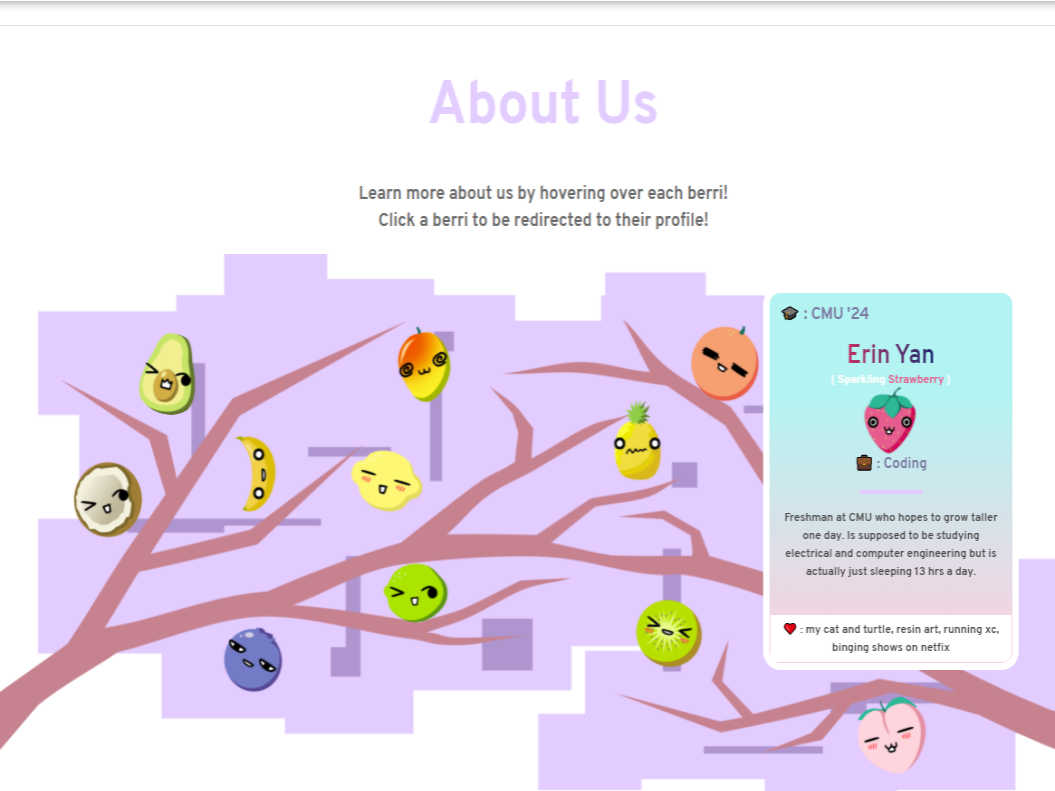 About Us
Learn more about us by hovering over each berri!
Click a berri to be redirected to their profile!
: CMU '24
Erin Yan
( Sparkling Strawberry )
: Coding
Freshman at CMU who hopes to grow taller
one day. Is supposed to be studying
electrical and computer engineering but is
actually just sleeping 13 hrs a day.
: my cat and turtle, resin art, running xc,
binging shows on netfix